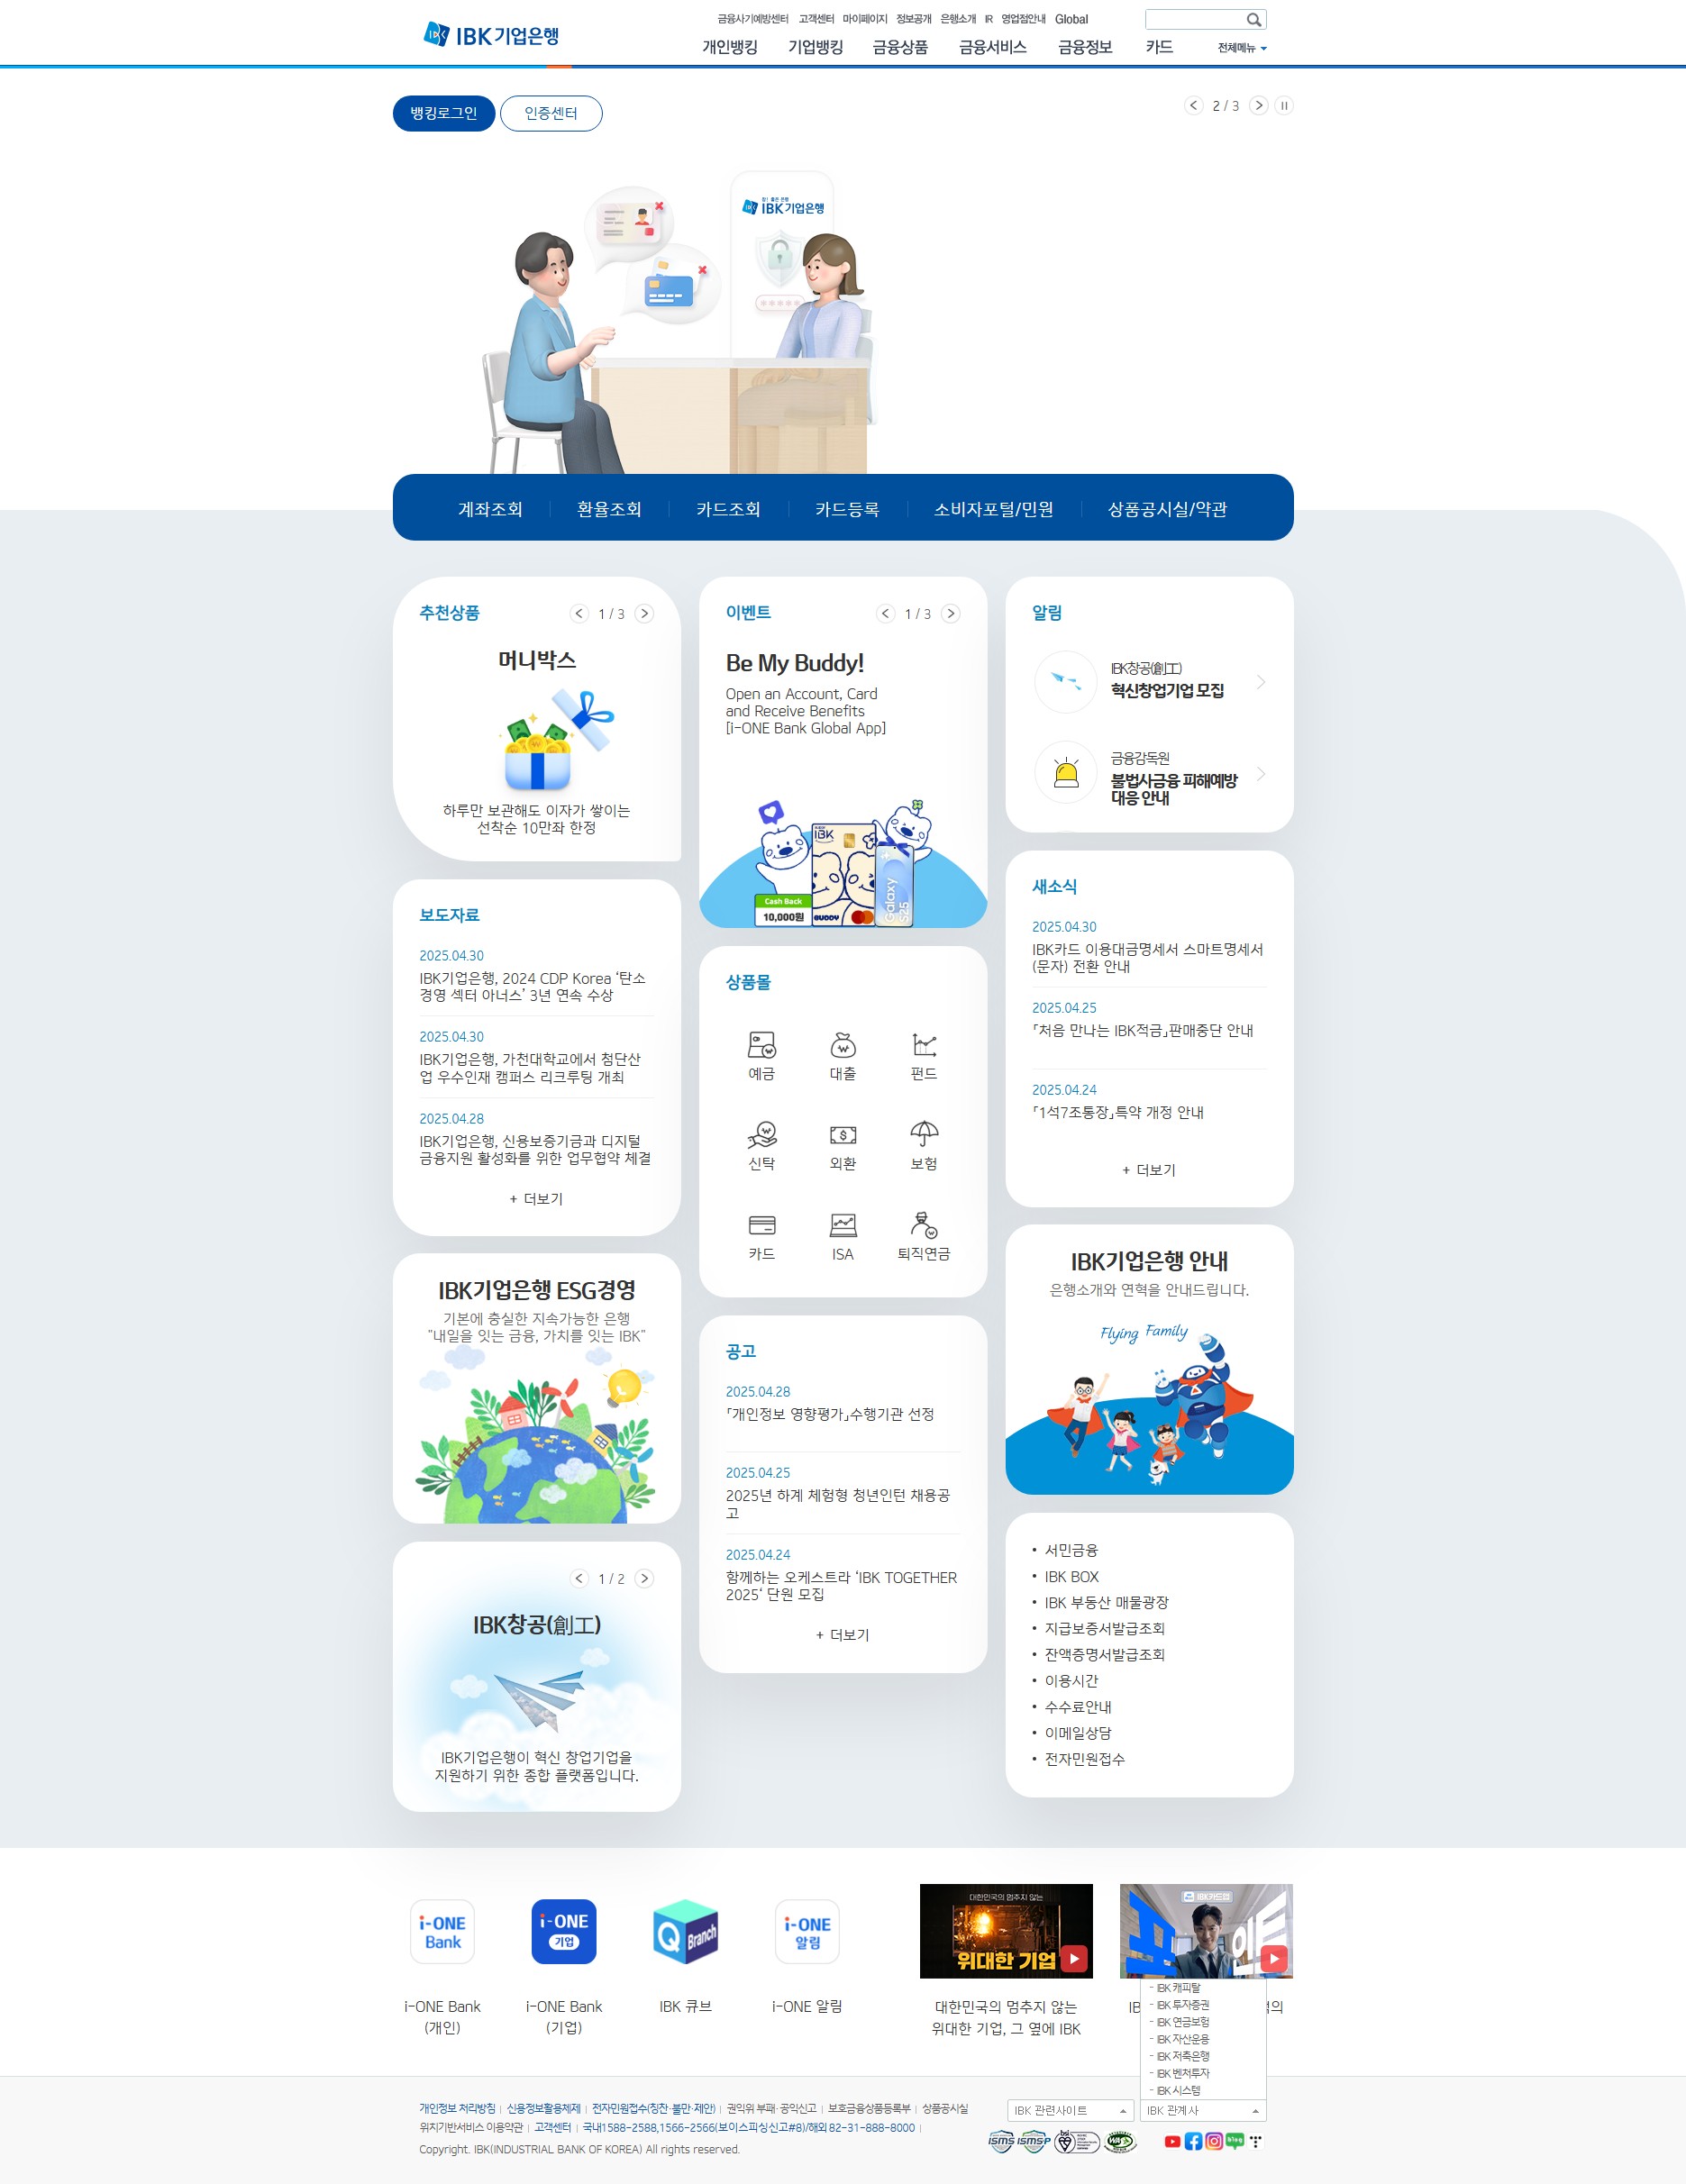 IBK기업은행
금융사기예방센터 고객센터 마이페이지 정보공개 은행소개 IR 영업점안내 Global
개인뱅킹 기업뱅킹 금융상품 금융서비스 금융정보 카드 전체메뉴
뱅킹로그인 인증센터
2 / 3
IBK기업은행
계좌조회 환율조회 카드조회 카드등록 소비자포털/민원 상품공시실/약관
추천상품
1 / 3
머니박스
하루만 보관해도 이자가 쌓이는
선착순 10만좌 한정
보도자료
2025.04.30
IBK기업은행, 2024 CDP Korea ‘탄소
경영 섹터 아너스’ 3년 연속 수상
2025.04.30
IBK기업은행, 가천대학교에서 첨단산
업 우수인재 캠퍼스 리크루팅 개최
2025.04.28
IBK기업은행, 신용보증기금과 디지털
금융지원 활성화를 위한 업무협약 체결
+ 더보기
IBK기업은행 ESG경영
기본에 충실한 지속가능한 은행
"내일을 잇는 금융, 가치를 잇는 IBK"
1 / 2
IBK창공(創工)
IBK기업은행이 혁신 창업기업을
지원하기 위한 종합 플랫폼입니다.
이벤트
1 / 3
Be My Buddy!
Open an Account, Card
and Receive Benefits
[i-ONE Bank Global App]
IBK
Cash Back
10,000원
BUDDY
Galaxy
S25
상품몰
예금 대출 펀드
신탁 외환 보험
카드 ISA 퇴직연금
공고
2025.04.28
「개인정보 영향평가」수행기관 선정
2025.04.25
2025년 하계 체험형 청년인턴 채용공
고
2025.04.24
함께하는 오케스트라 ‘IBK TOGETHER
2025‘ 단원 모집
+ 더보기
알림
IBK창공(創工)
혁신창업기업 모집
금융감독원
불법사금융 피해예방
대응 안내
새소식
2025.04.30
IBK카드 이용대금명세서 스마트명세서
(문자) 전환 안내
2025.04.25
「처음 만나는 IBK적금」판매중단 안내
2025.04.24
「1석7조통장」특약 개정 안내
+ 더보기
IBK기업은행 안내
은행소개와 연혁을 안내드립니다.
Flying Family
• 서민금융
• IBK BOX
• IBK 부동산 매물광장
• 지급보증서발급조회
• 잔액증명서발급조회
• 이용시간
• 수수료안내
• 이메일상담
• 전자민원접수
i-ONE
Bank
i-ONE Bank
(개인)
i-ONE
기업
i-ONE Bank
(기업)
Q Branch
IBK 큐브
i-ONE
알림
i-ONE 알림
대한민국의 멈추지 않는
위대한 기업
대한민국의 멈추지 않는
위대한 기업, 그 옆에 IBK
IBK카드앱
포인트
- IBK 캐피탈
- IBK 투자증권
- IBK 연금보험
- IBK 자산운용
- IBK 저축은행
- IBK 벤처투자
- IBK 시스템
IBK 관련사이트
IBK 관계사
개인정보 처리방침 | 신용정보활용체제 | 전자민원접수(칭찬·불만·제안) | 권익위 부패·공익신고 | 보호금융상품등록부 | 상품공시실
위치기반서비스 이용약관 | 고객센터 | 국내1588-2588,1566-2566(보이스피싱신고#8)/해외 82-31-888-8000 |
Copyright. IBK(INDUSTRIAL BANK OF KOREA) All rights reserved.
ISMS ISMS-P WA blog